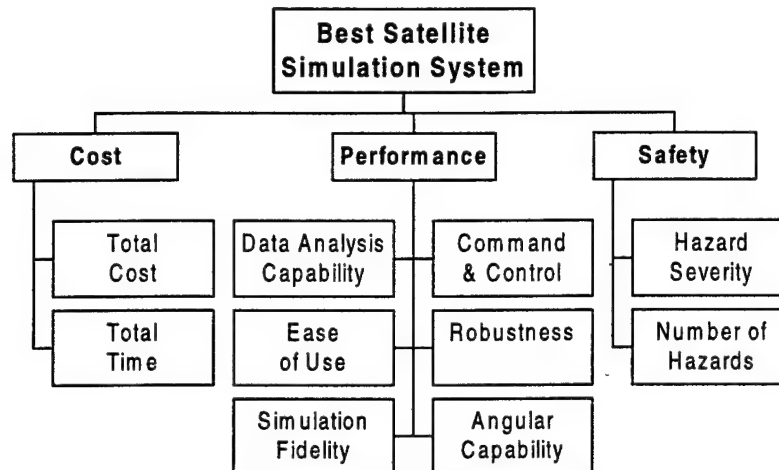 Best Satellite
Simulation System
Cost
Performance
Safety
Total
Cost
Data Analysis
Capability
Command
& Control
Hazard
Severity
Total
Time
Ease
of Use
Robustness
Number of
Hazards
Simulation
Fidelity
Angular
Capability